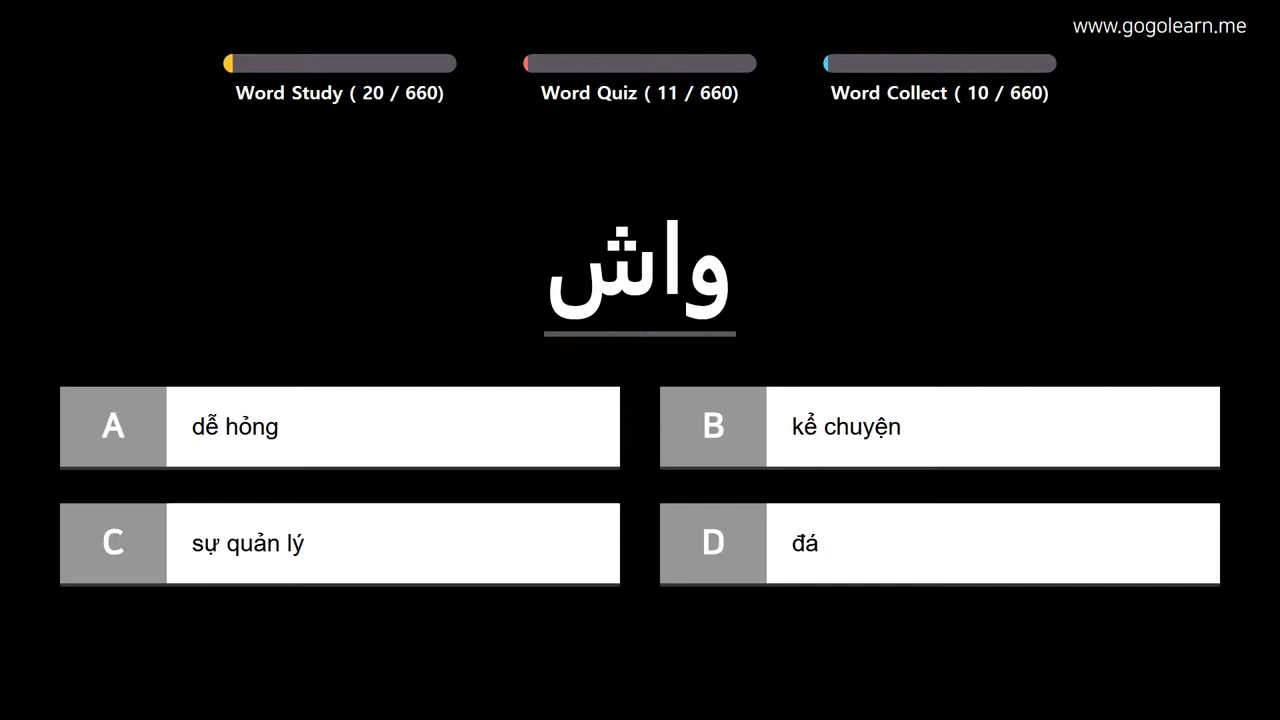 www.gogolearn.me
Word Study ( 20 / 660)
Word Quiz ( 11 / 660)
Word Collect ( 10 / 660)
واش
A dễ hỏng
B kể chuyện
C sự quản lý
D đá